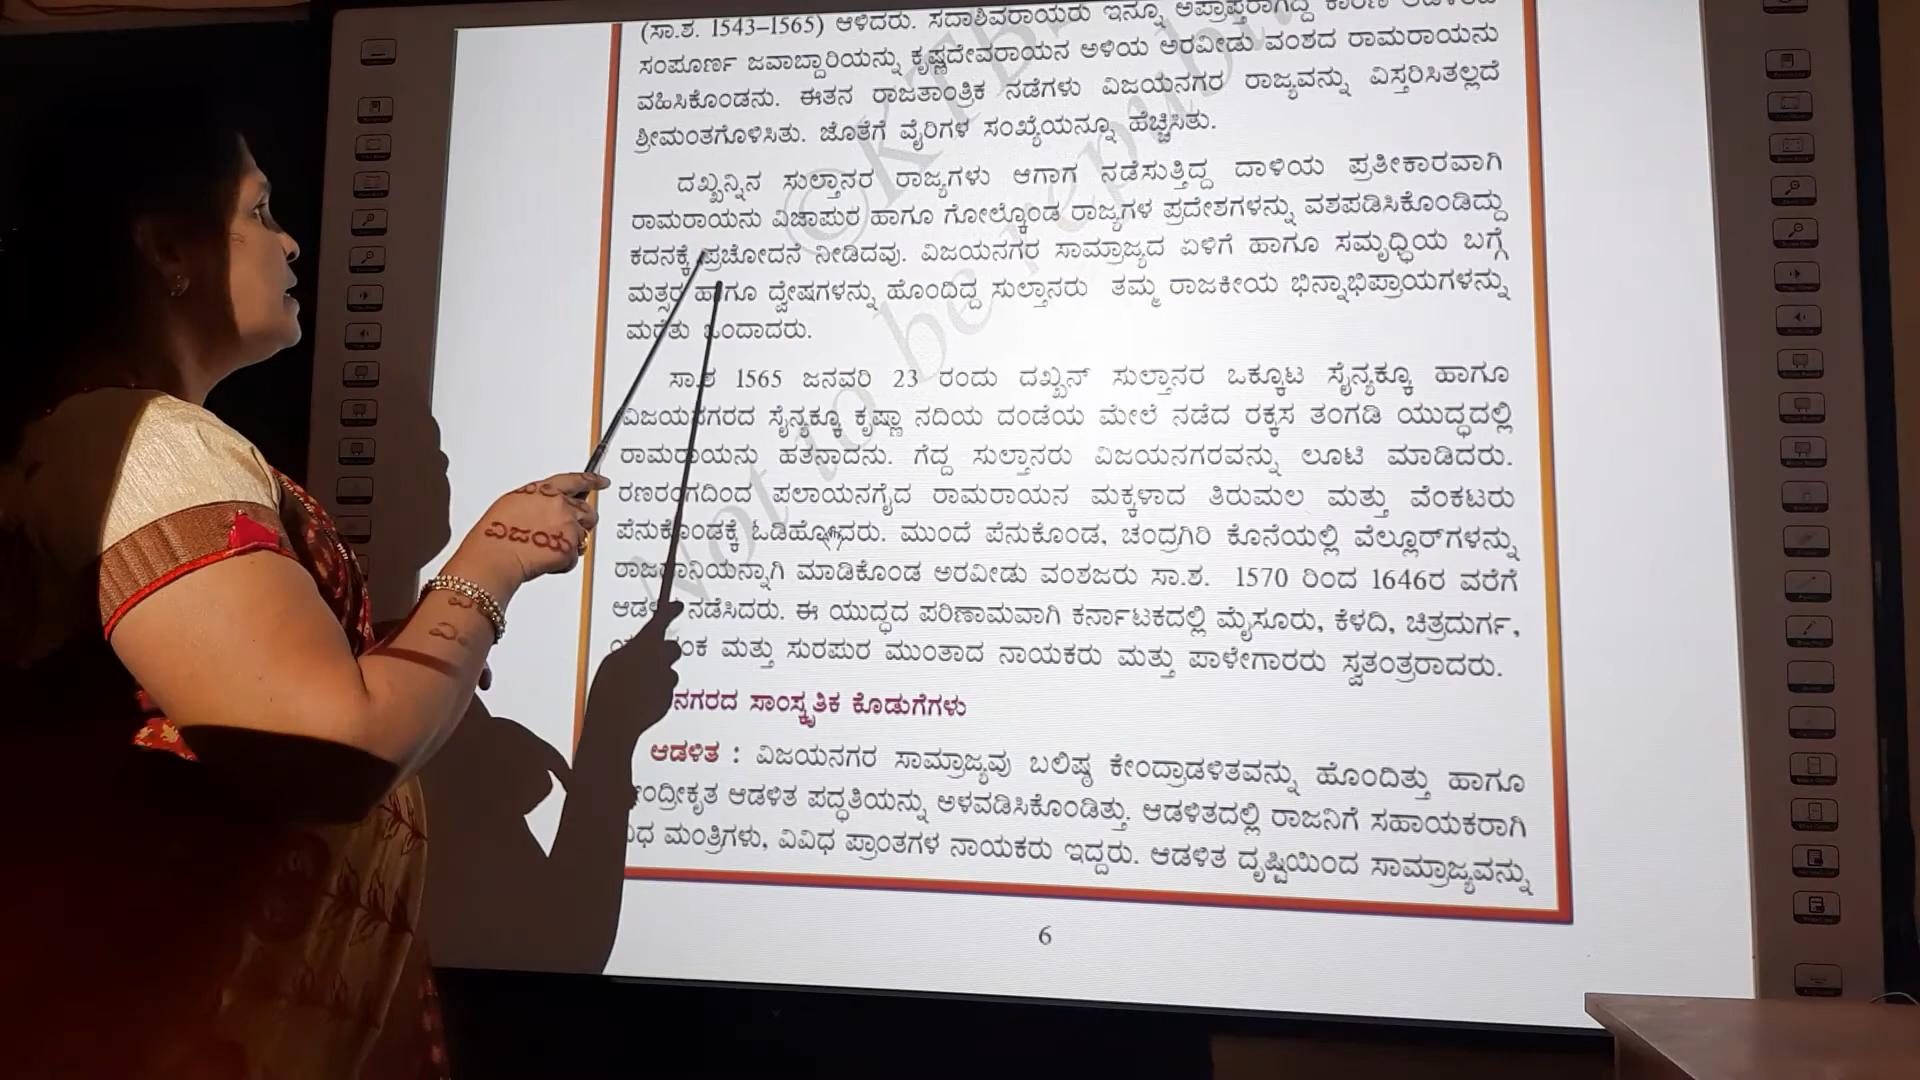 (ಸಾ.ಶ. 1543–1565) ಆಳಿದರು. ಸದಾಶಿವರಾಯರು ಇನ್ನೂ ಅಪ್ರಾಪ್ತರಾಗಿದ್ದ ಕಾರಣ
ಸಂಪೂರ್ಣ ಜವಾಬ್ದಾರಿಯನ್ನು ಕೃಷ್ಣದೇವರಾಯನ ಅಳಿಯ ಅರವೀಡು ವಂಶದ ರಾಮರಾಯನು
ವಹಿಸಿಕೊಂಡನು. ಈತನ ರಾಜತಾಂತ್ರಿಕ ನಡೆಗಳು ವಿಜಯನಗರ ರಾಜ್ಯವನ್ನು ವಿಸ್ತರಿಸಿತಲ್ಲದೆ
ಶ್ರೀಮಂತಗೊಳಿಸಿತು. ಜೊತೆಗೆ ವೈರಿಗಳ ಸಂಖ್ಯೆಯನ್ನೂ ಹೆಚ್ಚಿಸಿತು.
ದಖ್ಖನ್ನಿನ ಸುಲ್ತಾನರ ರಾಜ್ಯಗಳು ಆಗಾಗ ನಡೆಸುತ್ತಿದ್ದ ದಾಳಿಯ ಪ್ರತೀಕಾರವಾಗಿ
ರಾಮರಾಯನು ವಿಜಾಪುರ ಹಾಗೂ ಗೋಲ್ಕೊಂಡ ರಾಜ್ಯಗಳ ಪ್ರದೇಶಗಳನ್ನು ವಶಪಡಿಸಿಕೊಂಡಿದ್ದು
ಕದನಕ್ಕೆ ಪ್ರಚೋದನೆ ನೀಡಿದವು. ವಿಜಯನಗರ ಸಾಮ್ರಾಜ್ಯದ ಏಳಿಗೆ ಹಾಗೂ ಸಮೃದ್ಧಿಯ ಬಗ್ಗೆ
ಮತ್ಸರ ಹಾಗೂ ದ್ವೇಷಗಳನ್ನು ಹೊಂದಿದ್ದ ಸುಲ್ತಾನರು ತಮ್ಮ ರಾಜಕೀಯ ಭಿನ್ನಾಭಿಪ್ರಾಯಗಳನ್ನು
ಮರೆತು ಒಂದಾದರು.
ಸಾ.ಶ 1565 ಜನವರಿ 23 ರಂದು ದಖ್ಖನ್ ಸುಲ್ತಾನರ ಒಕ್ಕೂಟ ಸೈನ್ಯಕ್ಕೂ ಹಾಗೂ
ವಿಜಯನಗರದ ಸೈನ್ಯಕ್ಕೂ ಕೃಷ್ಣಾ ನದಿಯ ದಂಡೆಯ ಮೇಲೆ ನಡೆದ ರಕ್ಕಸ ತಂಗಡಿ ಯುದ್ಧದಲ್ಲಿ
ರಾಮರಾಯನು ಹತನಾದನು. ಗೆದ್ದ ಸುಲ್ತಾನರು ವಿಜಯನಗರವನ್ನು ಲೂಟಿ ಮಾಡಿದರು.
ರಣರಂಗದಿಂದ ಪಲಾಯನಗೈದ ರಾಮರಾಯನ ಮಕ್ಕಳಾದ ತಿರುಮಲ ಮತ್ತು ವೆಂಕಟರು
ಪೆನುಕೊಂಡಕ್ಕೆ ಓಡಿಹೋದರು. ಮುಂದೆ ಪೆನುಕೊಂಡ, ಚಂದ್ರಗಿರಿ ಕೊನೆಯಲ್ಲಿ ವೆಲ್ಲೂರ್‌ಗಳನ್ನು
ರಾಜಧಾನಿಯನ್ನಾಗಿ ಮಾಡಿಕೊಂಡ ಅರವೀಡು ವಂಶಜರು ಸಾ.ಶ. 1570 ರಿಂದ 1646ರ ವರೆಗೆ
ಆಡಳಿತ ನಡೆಸಿದರು. ಈ ಯುದ್ಧದ ಪರಿಣಾಮವಾಗಿ ಕರ್ನಾಟಕದಲ್ಲಿ ಮೈಸೂರು, ಕೆಳದಿ, ಚಿತ್ರದುರ್ಗ,
ಮತ್ತು ಸುರಪುರ ಮುಂತಾದ ನಾಯಕರು ಮತ್ತು ಪಾಳೇಗಾರರು ಸ್ವತಂತ್ರರಾದರು.
ನಗರದ ಸಾಂಸ್ಕೃತಿಕ ಕೊಡುಗೆಗಳು
ಆಡಳಿತ : ವಿಜಯನಗರ ಸಾಮ್ರಾಜ್ಯವು ಬಲಿಷ್ಠ ಕೇಂದ್ರಾಡಳಿತವನ್ನು ಹೊಂದಿತ್ತು ಹಾಗೂ
ಆಡಳಿತ ಪದ್ಧತಿಯನ್ನು ಅಳವಡಿಸಿಕೊಂಡಿತ್ತು. ಆಡಳಿತದಲ್ಲಿ ರಾಜನಿಗೆ ಸಹಾಯಕರಾಗಿ
ಮಂತ್ರಿಗಳು, ವಿವಿಧ ಪ್ರಾಂತಗಳ ನಾಯಕರು ಇದ್ದರು. ಆಡಳಿತ ದೃಷ್ಟಿಯಿಂದ ಸಾಮ್ರಾಜ್ಯವನ್ನು
6